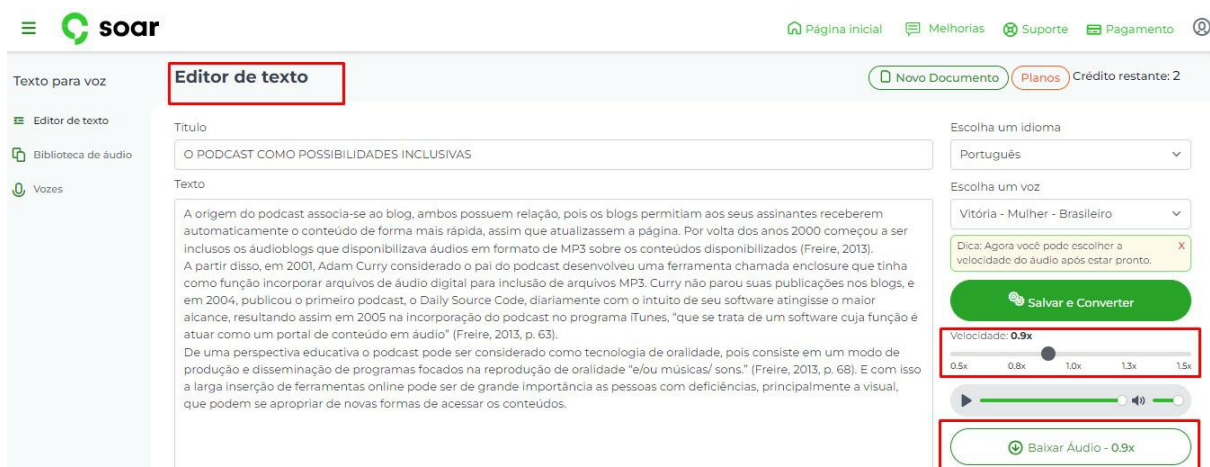 soar
Página inicial
Melhorias
Suporte
Pagamento
Texto para voz
Editor de texto
Biblioteca de áudio
Vozes
Editor de texto
Novo Documento
Planos
Crédito restante: 2
Título
O PODCAST COMO POSSIBILIDADES INCLUSIVAS
Texto
A origem do podcast associa-se ao blog, ambos possuem relação, pois os blogs permitiam aos seus assinantes receberem
automaticamente o conteúdo de forma mais rápida, assim que atualizassem a página. Por volta dos anos 2000 começou a ser
inclusos os áudioblogs que disponibilizava áudios em formato de MP3 sobre os conteúdos disponibilizados (Freire, 2013).
A partir disso, em 2001, Adam Curry considerado o pai do podcast desenvolveu uma ferramenta chamada enclosure que tinha
como função incorporar arquivos de áudio digital para inclusão de arquivos MP3. Curry não parou suas publicações nos blogs, e
em 2004, publicou o primeiro podcast, o Daily Source Code, diariamente com o intuito de seu software atingisse o maior
alcance, resultando assim em 2005 na incorporação do podcast no programa iTunes, “que se trata de um software cuja função é
atuar como um portal de conteúdo em áudio” (Freire, 2013, p. 63).
De uma perspectiva educativa o podcast pode ser considerado como tecnologia de oralidade, pois consiste em um modo de
produção e disseminação de programas focados na reprodução de oralidade “e/ou músicas/ sons.” (Freire, 2013, p. 68). E com isso
a larga inserção de ferramentas online pode ser de grande importância as pessoas com deficiências, principalmente a visual,
que podem se apropriar de novas formas de acessar os conteúdos.
Escolha um idioma
Português
Escolha um voz
Vitória - Mulher - Brasileiro
Dica: Agora você pode escolher a X
velocidade do áudio após estar pronto.
Salvar e Converter
Velocidade: 0.9x
0.5x 0.8x 1.0x 1.3x 1.5x
Baixar Áudio - 0.9x